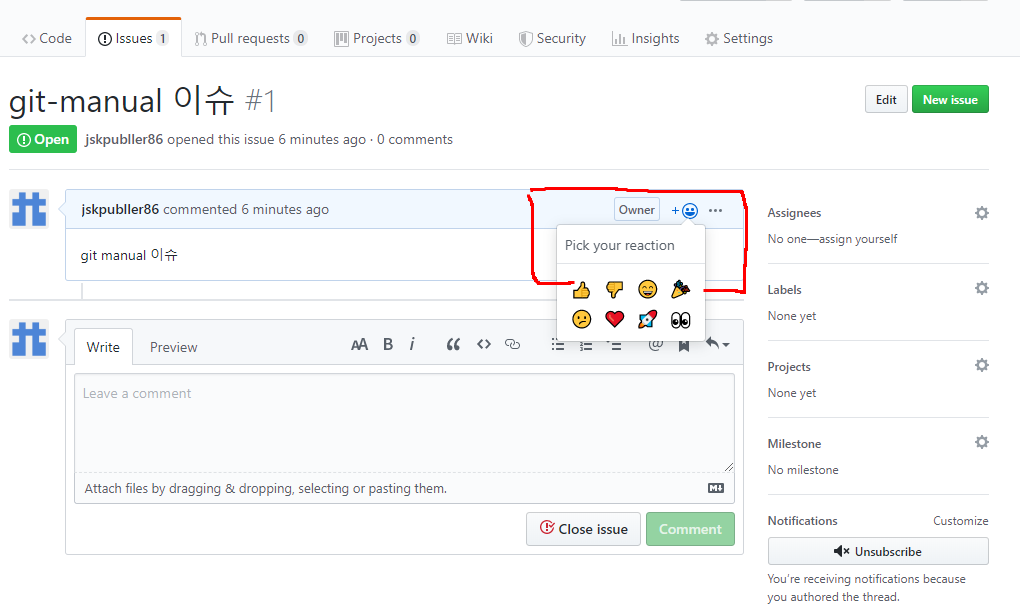 Code Issues 1 Pull requests 0 Projects 0 Wiki Security Insights Settings
git-manual 이슈 #1
Edit New issue
Open jskpubller86 opened this issue 6 minutes ago · 0 comments
jskpubller86 commented 6 minutes ago
Owner
Pick your reaction
git manual 이슈
Write Preview
AA B i
Leave a comment
Attach files by dragging & dropping, selecting or pasting them.
Close issue Comment
Assignees
No one—assign yourself
Labels
None yet
Projects
None yet
Milestone
No milestone
Notifications Customize
Unsubscribe
You're receiving notifications because
you authored the thread.